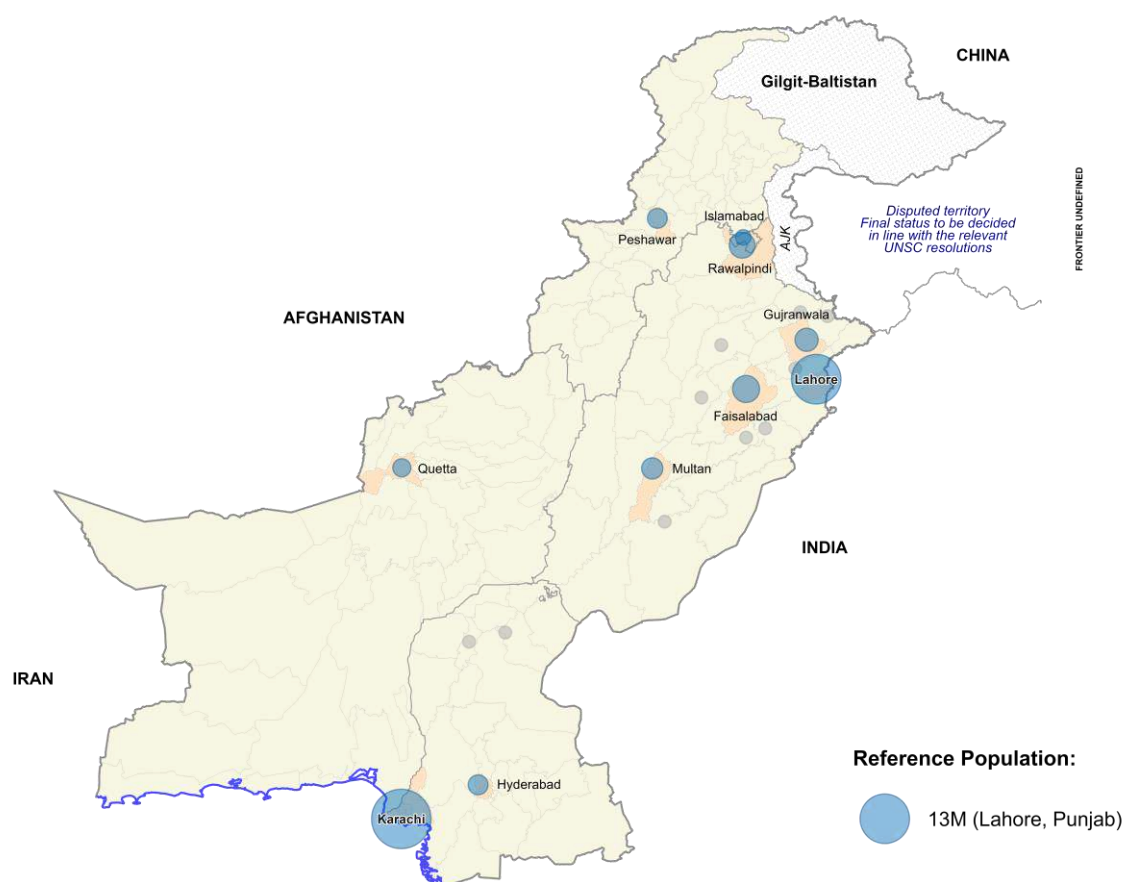 CHINA
Gilgit-Baltistan
FRONTIER UNDEFINED
Disputed territory
Final status to be decided
in line with the relevant
UNSC resolutions
AJK
Islamabad
Peshawar
Rawalpindi
Gujranwala
AFGHANISTAN
Lahore
Faisalabad
Quetta
Multan
INDIA
IRAN
Hyderabad
Karachi
Reference Population:
13M (Lahore, Punjab)